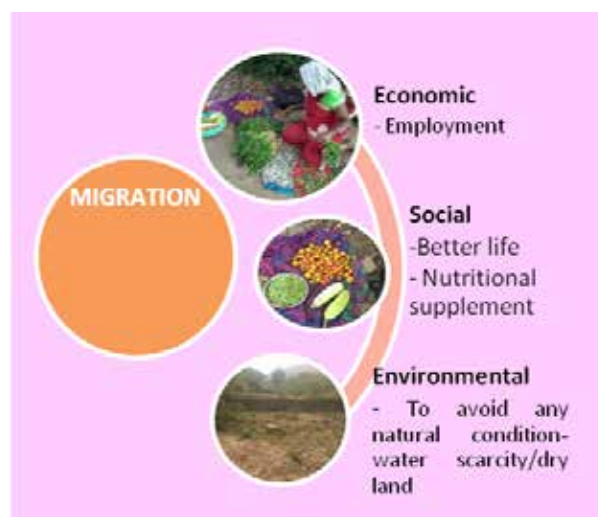 MIGRATION
Economic
- Employment
Social
-Better life
- Nutritional
supplement
Environmental
- To avoid any
natural condition-
water scarcity/dry
land